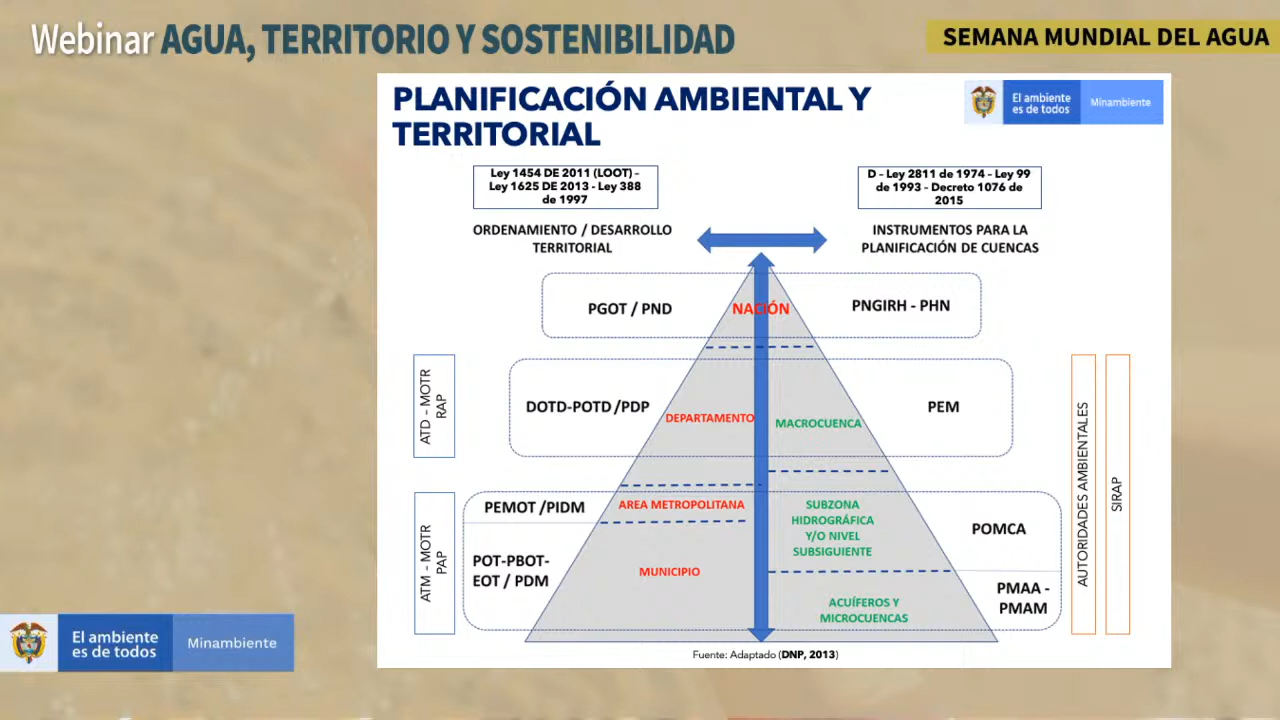 Webinar AGUA, TERRITORIO Y SOSTENIBILIDAD
SEMANA MUNDIAL DEL AGUA
PLANIFICACIÓN AMBIENTAL Y
TERRITORIAL
El ambiente
es de todos
Minambiente
Ley 1454 DE 2011 (LOOT) –
Ley 1625 DE 2013 - Ley 388
de 1997
D – Ley 2811 de 1974 – Ley 99
de 1993 – Decreto 1076 de
2015
ORDENAMIENTO / DESARROLLO
TERRITORIAL
INSTRUMENTOS PARA LA
PLANIFICACIÓN DE CUENCAS
PGOT / PND
NACIÓN
PNGIRH - PHN
ATD – MOTR
RAP
DOTD-POTD /PDP
DEPARTAMENTO
MACROCUENCA
PEM
ATM – MOTR
PAP
PEMOT /PIDM
AREA METROPOLITANA
SUBZONA
HIDROGRÁFICA
Y/O NIVEL
SUBSIGUIENTE
POMCA
POT-PBOT-
EOT / PDM
MUNICIPIO
ACUÍFEROS Y
MICROCUENCAS
PMAA -
PMAM
AUTORIDADES AMBIENTALES
SIRAP
Fuente: Adaptado (DNP, 2013)
El ambiente
es de todos
Minambiente